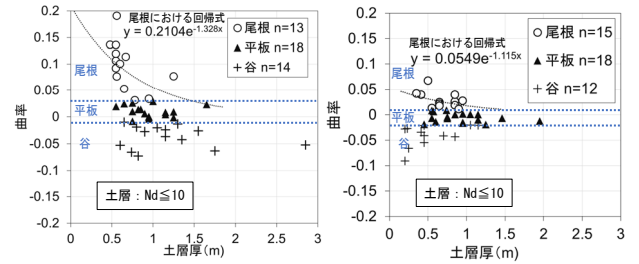 0.2
0.15
0.1
0.05
0
-0.05
-0.1
-0.15
-0.2
曲率
尾根における回帰式
y = 0.2104e^-1.328x
○ 尾根 n=13
▲ 平板 n=18
+ 谷 n=14
尾根
平板
谷
土層：Nd≦10
0 0.5 1 1.5 2 2.5 3
土層厚(m)
0.2
0.15
0.1
0.05
0
-0.05
-0.1
-0.15
-0.2
曲率
尾根における回帰式
y = 0.0549e^-1.115x
○ 尾根 n=15
▲ 平板 n=18
+ 谷 n=12
尾根
平板
谷
土層：Nd≦10
0 0.5 1 1.5 2 2.5 3
土層厚(m)